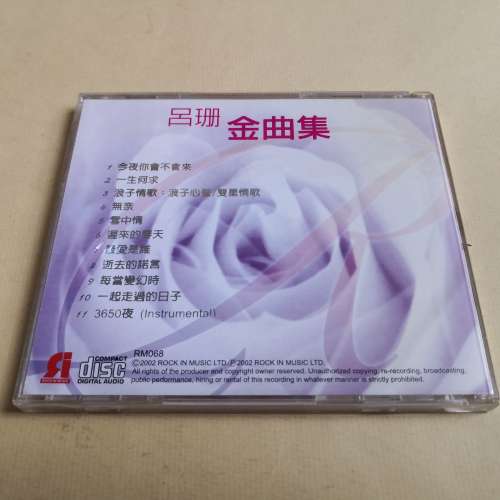 呂珊 金曲集
1 今夜你會不會來
2 一生何求
3 浪子情歌：浪子心聲/雙星情歌
4 無奈
5 雪中情
6 遲來的春天
7 最愛是誰
8 逝去的諾言
9 每當變幻時
10 一起走過的日子
11 3650夜 (Instrumental)
RM068
Ⓒ2002 ROCK IN MUSIC LTD./Ⓟ2002 ROCK IN MUSIC LTD.
All rights of the producer and copyright owner reserved. Unauthorized copying, re-recording, broadcasting,
public performance, hiring or rental of this recording in whatever manner is strictly prohibited.
COMPACT
disc
DIGITAL AUDIO